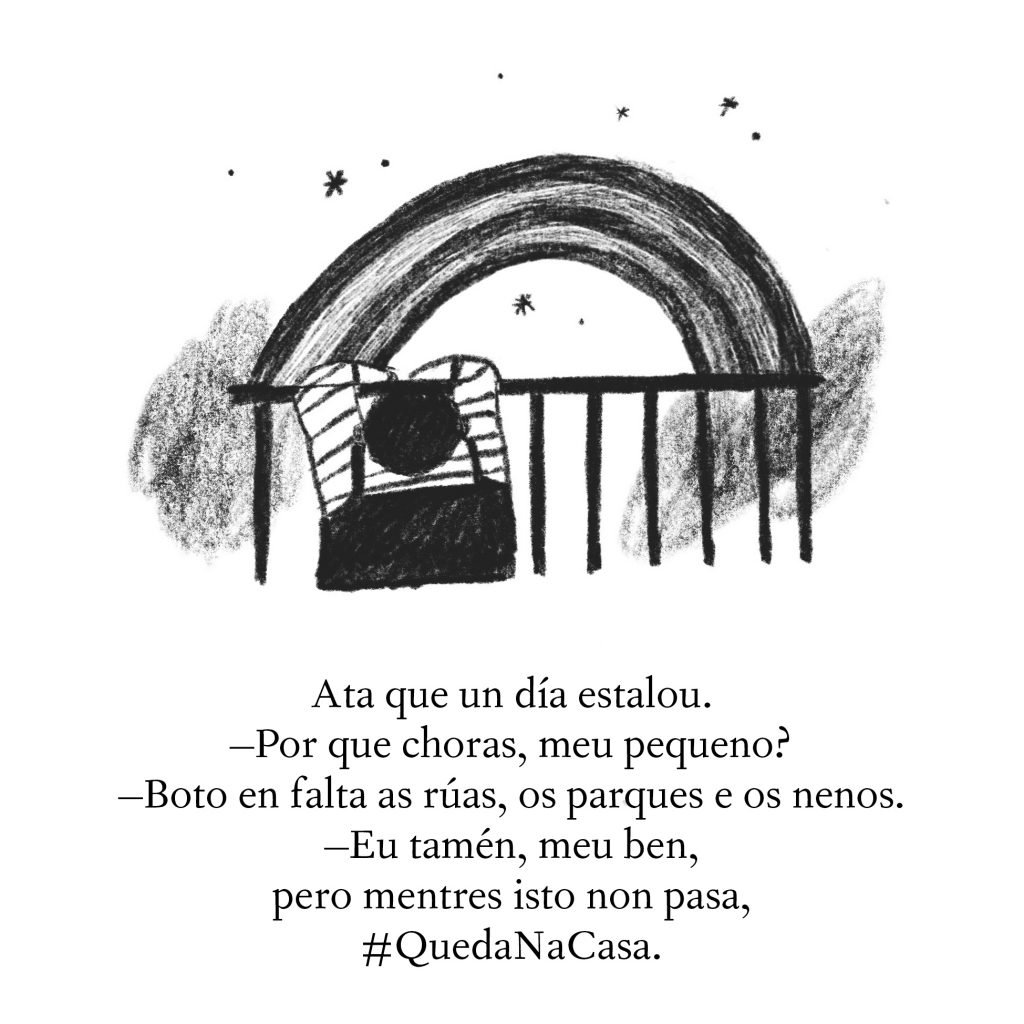 Ata que un día estalou.
—Por que choras, meu pequeno?
—Boto en falta as rúas, os parques e os nenos.
—Eu tamén, meu ben,
pero mentres isto non pasa,
#QuedaNaCasa.